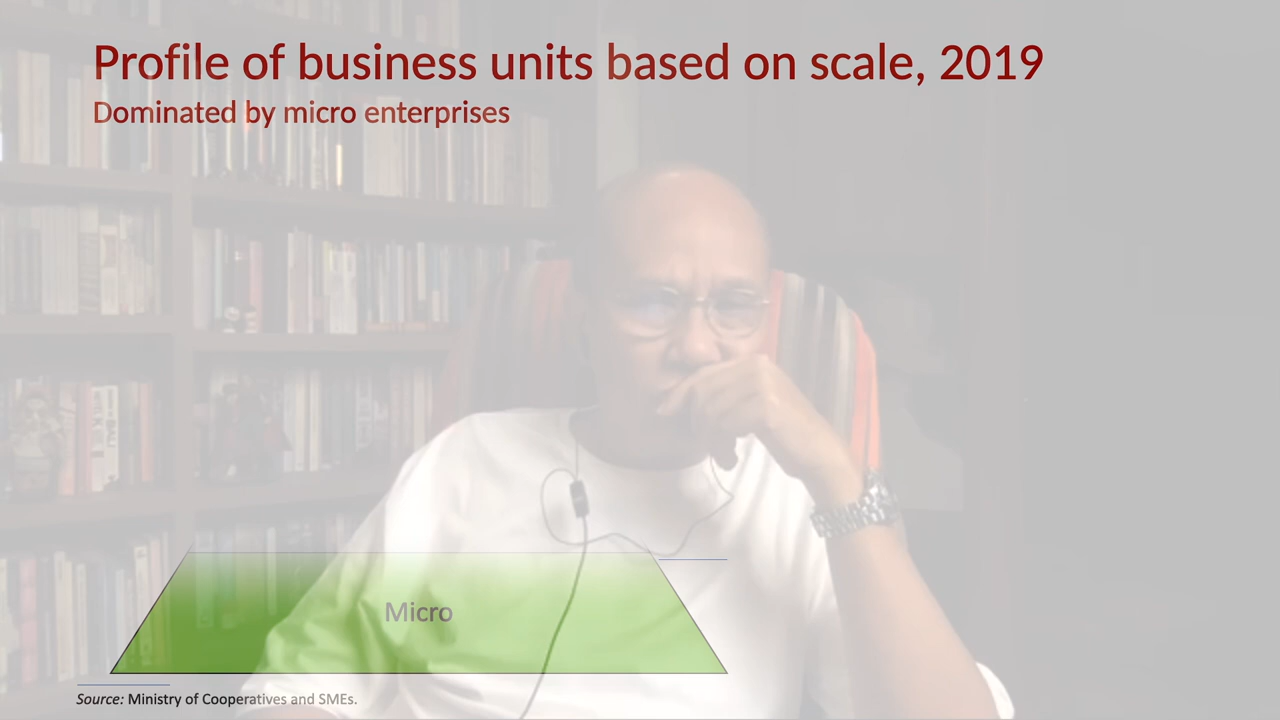 Profile of business units based on scale, 2019
Dominated by micro enterprises
Micro
Source: Ministry of Cooperatives and SMEs.